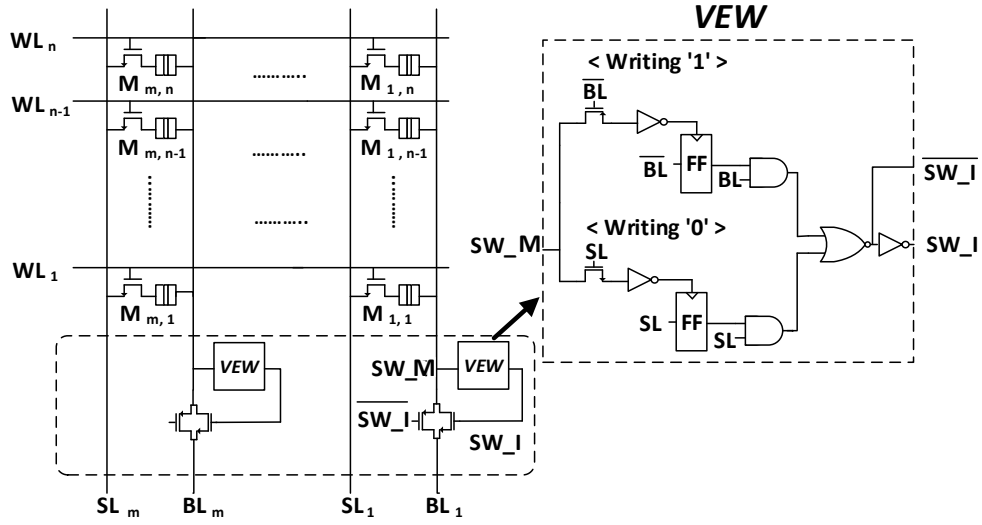 VEW
WL n
< Writing '1' >
M m, n
...........
M 1, n
BL
WL n-1
M m, n-1
M 1, n-1
BL
FF
BL
SW_I
< Writing '0' >
SW_M
SL
SW_I
WL 1
M m, 1
M 1, 1
SL
FF
SL
VEW
SW_M
VEW
SW_I
SW_I
SL m
BL m
SL 1
BL 1